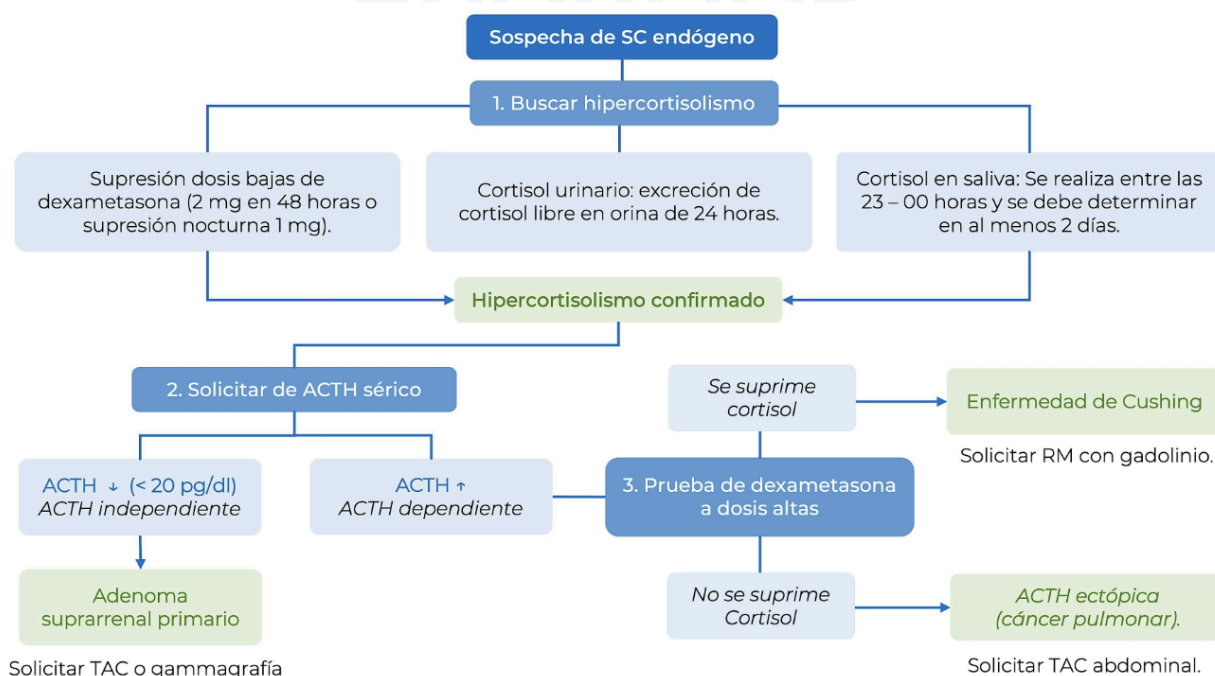 Sospecha de SC endógeno
1. Buscar hipercortisolismo
Supresión dosis bajas de
dexametasona (2 mg en 48 horas o
supresión nocturna 1 mg).
Cortisol urinario: excreción de
cortisol libre en orina de 24 horas.
Cortisol en saliva: Se realiza entre las
23 – 00 horas y se debe determinar
en al menos 2 días.
Hipercortisolismo confirmado
2. Solicitar de ACTH sérico
ACTH ↓ (< 20 pg/dl)
ACTH independiente
ACTH ↑
ACTH dependiente
Adenoma
suprarrenal primario
Solicitar TAC o gammagrafía
3. Prueba de dexametasona
a dosis altas
Se suprime
cortisol
Enfermedad de Cushing
Solicitar RM con gadolinio.
No se suprime
Cortisol
ACTH ectópica
(cáncer pulmonar).
Solicitar TAC abdominal.